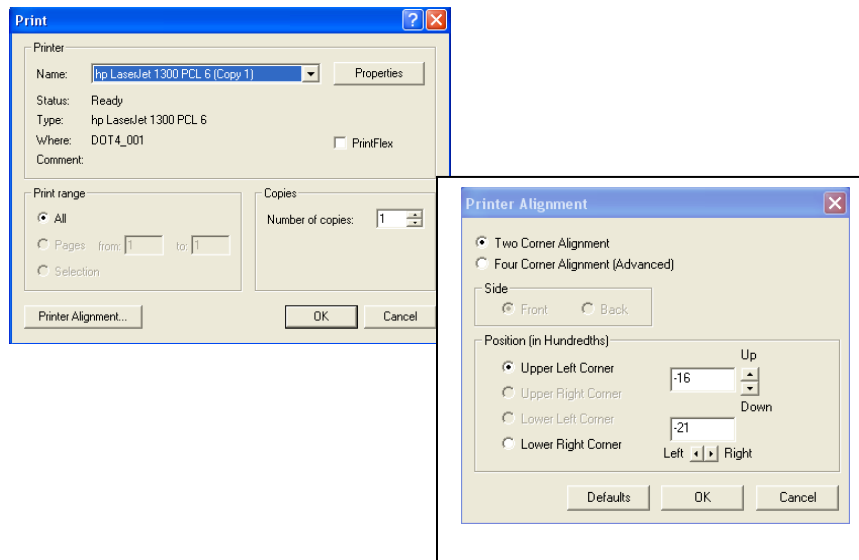 Print
Printer
Name: hp LaserJet 1300 PCL 6 (Copy 1) Properties
Status: Ready
Type: hp LaserJet 1300 PCL 6
Where: DOT4_001 PrintFlex
Comment:
Print range
All
Pages from: 1 to: 1
Selection
Copies
Number of copies: 1
Printer Alignment... OK Cancel
Printer Alignment
Two Corner Alignment
Four Corner Alignment (Advanced)
Side
Front Back
Position (in Hundredths)
Up
Upper Left Corner -16
Upper Right Corner
Down
Lower Left Corner -21
Lower Right Corner
Left Right
Defaults OK Cancel